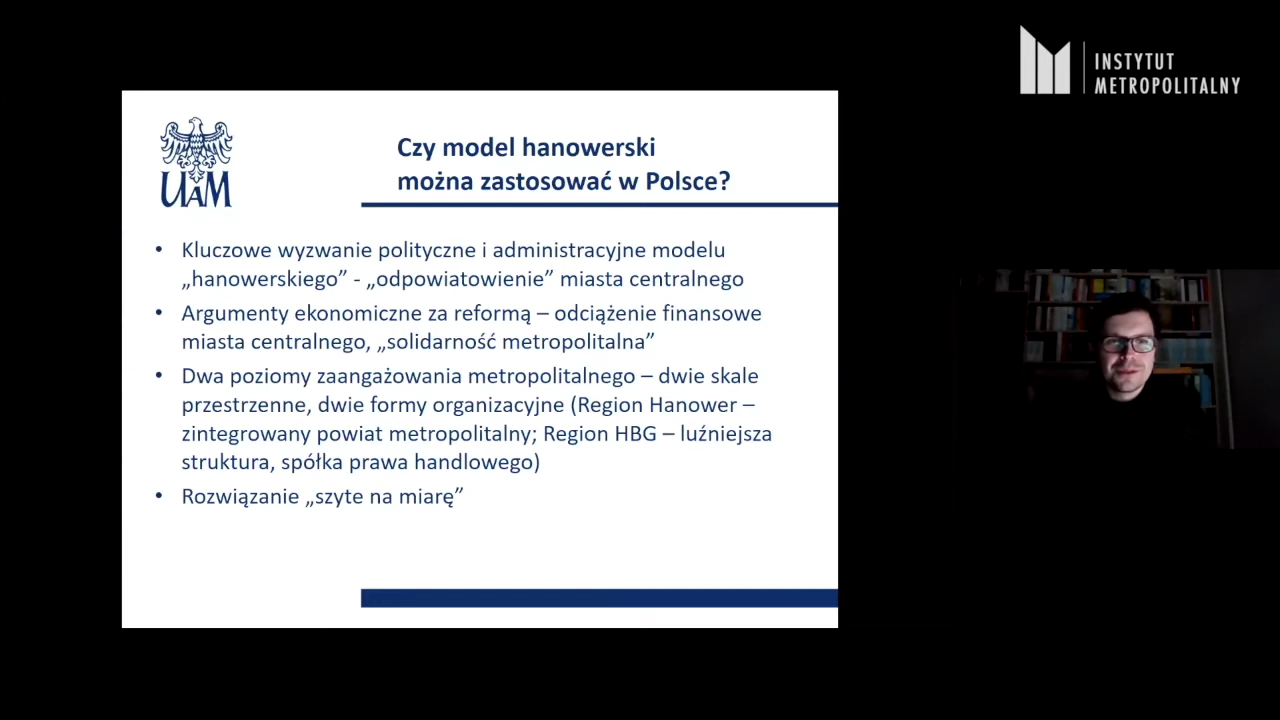 INSTYTUT
METROPOLITALNY
UAM
Czy model hanowerski
można zastosować w Polsce?
• Kluczowe wyzwanie polityczne i administracyjne modelu
„hanowerskiego” - „odpowiatowienie” miasta centralnego
• Argumenty ekonomiczne za reformą – odciążenie finansowe
miasta centralnego, „solidarność metropolitalna”
• Dwa poziomy zaangażowania metropolitalnego – dwie skale
przestrzenne, dwie formy organizacyjne (Region Hanower –
zintegrowany powiat metropolitalny; Region HBG – luźniejsza
struktura, spółka prawa handlowego)
• Rozwiązanie „szyte na miarę”